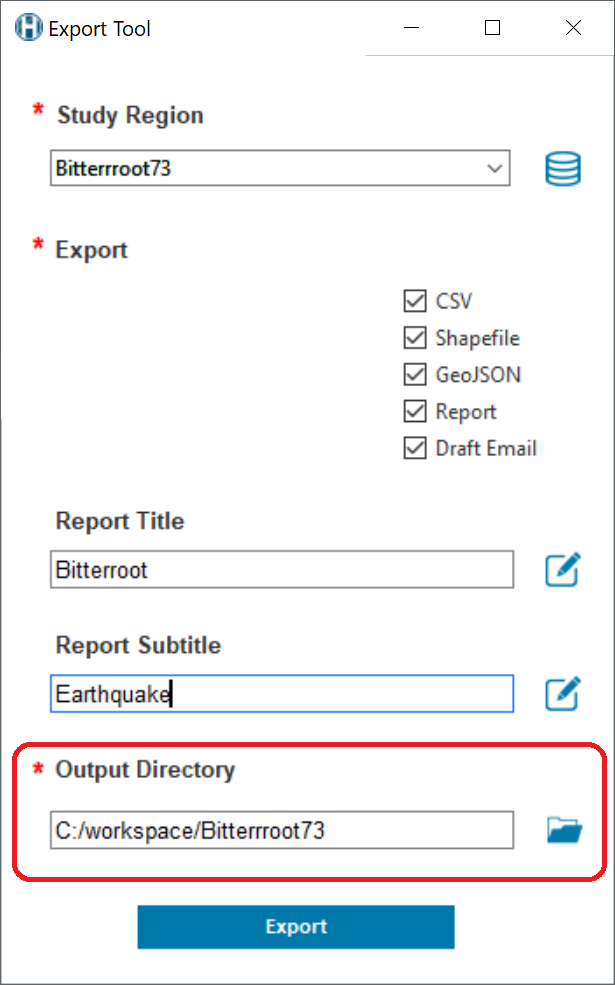 Export Tool
* Study Region
Bitterrroot73
* Export
CSV
Shapefile
GeoJSON
Report
Draft Email
Report Title
Bitterroot
Report Subtitle
Earthquake
* Output Directory
C:/workspace/Bitterrroot73
Export